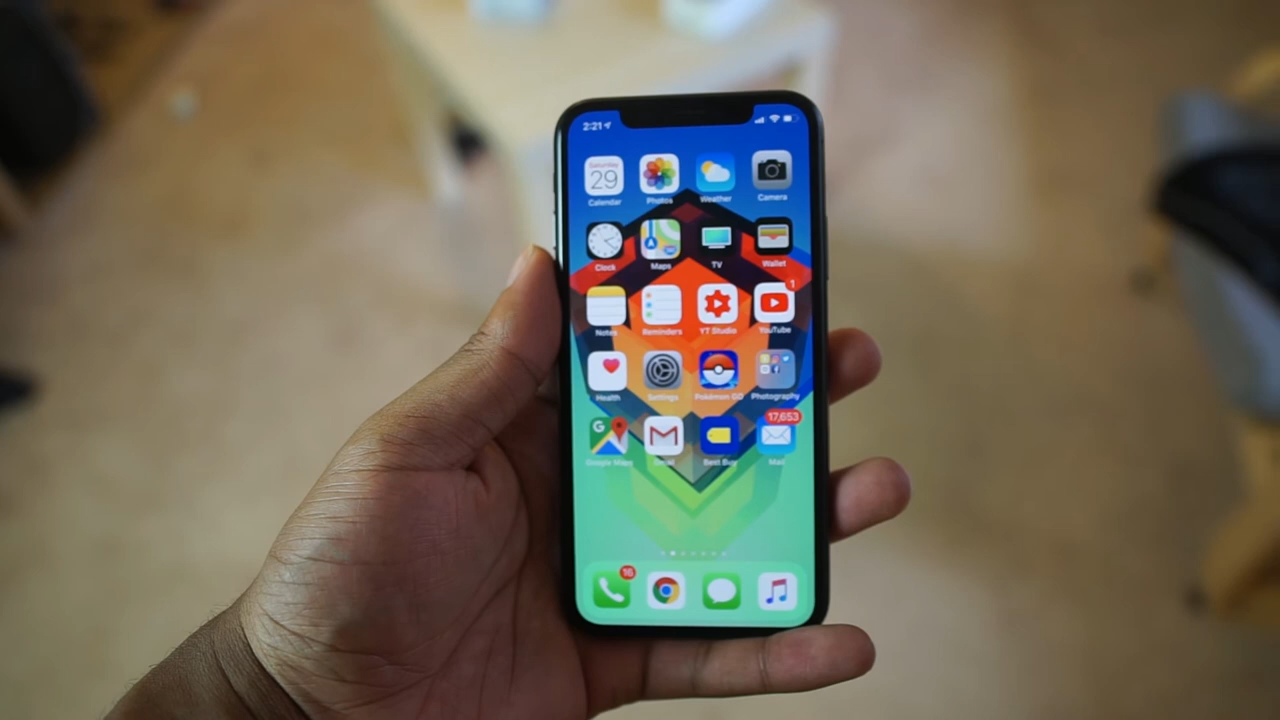 2:21
Saturday
29
Calendar Photos Weather Camera
Clock Maps TV Wallet
1
Notes Reminders YT Studio YouTube
Health Settings Pokémon GO Photography
17,653
G
Google Maps Gmail Best Buy Mail
16